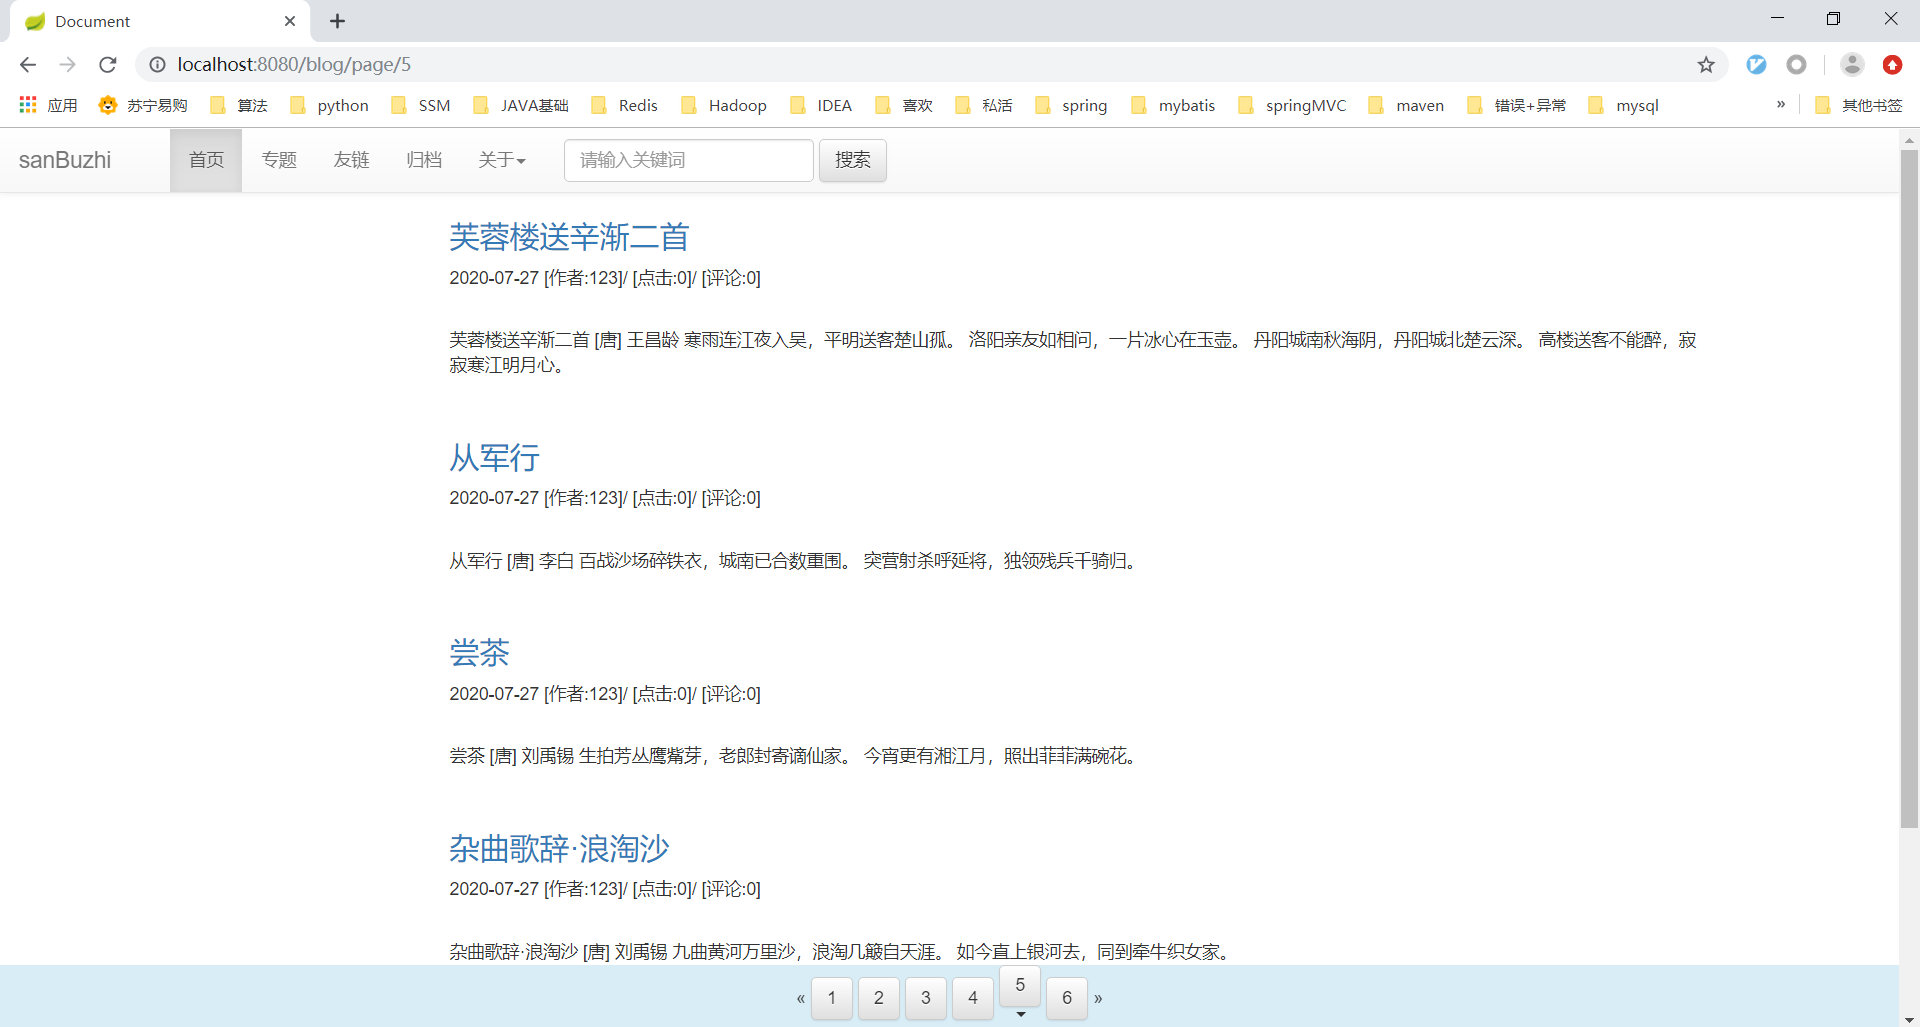 Document
localhost:8080/blog/page/5
应用 苏宁易购 算法 python SSM JAVA基础 Redis Hadoop IDEA 喜欢 私活 spring mybatis springMVC maven 错误+异常 mysql » 其他书签
sanBuzhi 首页 专题 友链 归档 关于 请输入关键词 搜索
芙蓉楼送辛渐二首
2020-07-27 [作者:123]/ [点击:0]/ [评论:0]
芙蓉楼送辛渐二首 [唐] 王昌龄 寒雨连江夜入吴，平明送客楚山孤。 洛阳亲友如相问，一片冰心在玉壶。 丹阳城南秋海阴，丹阳城北楚云深。 高楼送客不能醉，寂
寂寒江明月心。
从军行
2020-07-27 [作者:123]/ [点击:0]/ [评论:0]
从军行 [唐] 李白 百战沙场碎铁衣，城南已合数重围。 突营射杀呼延将，独领残兵千骑归。
尝茶
2020-07-27 [作者:123]/ [点击:0]/ [评论:0]
尝茶 [唐] 刘禹锡 生拍芳丛鹰觜芽，老郎封寄谪仙家。 今宵更有湘江月，照出菲菲满碗花。
杂曲歌辞·浪淘沙
2020-07-27 [作者:123]/ [点击:0]/ [评论:0]
杂曲歌辞·浪淘沙 [唐] 刘禹锡 九曲黄河万里沙，浪淘几簸自天涯。 如今直上银河去，同到牵牛织女家。
« 1 2 3 4 5 6 »